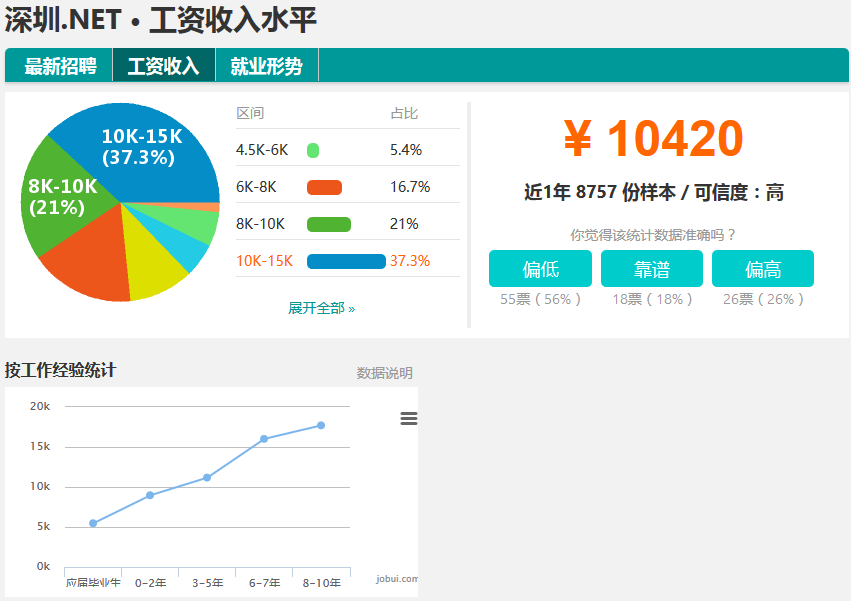 深圳.NET • 工资收入水平
最新招聘 工资收入 就业形势
10K-15K
(37.3%)
8K-10K
(21%)
区间 占比
4.5K-6K 5.4%
6K-8K 16.7%
8K-10K 21%
10K-15K 37.3%
展开全部 »
¥ 10420
近1年 8757 份样本 / 可信度：高
你觉得该统计数据准确吗？
偏低 靠谱 偏高
55票（56%） 18票（18%） 26票（26%）
按工作经验统计 数据说明
20k
15k
10k
5k
0k
应届毕业生 0-2年 3-5年 6-7年 8-10年
jobui.com